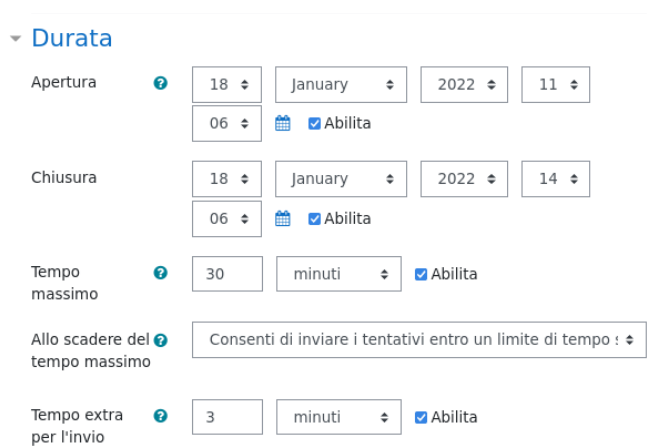 Durata
Apertura ? 18 January 2022 11
06 Abilita
Chiusura 18 January 2022 14
06 Abilita
Tempo massimo ? 30 minuti Abilita
Allo scadere del tempo massimo ? Consenti di inviare i tentativi entro un limite di tempo
Tempo extra per l'invio ? 3 minuti Abilita